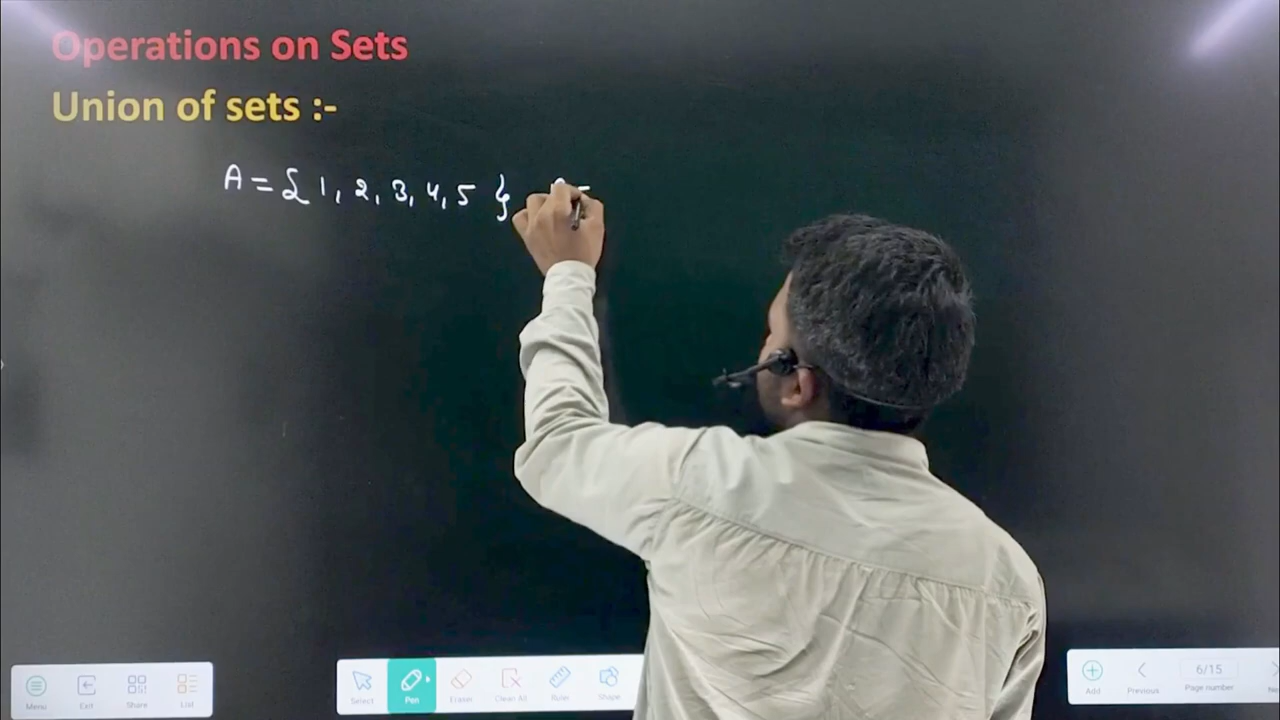 Operations on Sets
Union of sets :-
A = { 1, 2, 3, 4, 5 }
Menu Exit Share List
Select Pen Eraser Clear All Ruler Shape
Add Previous 6/15 Page number